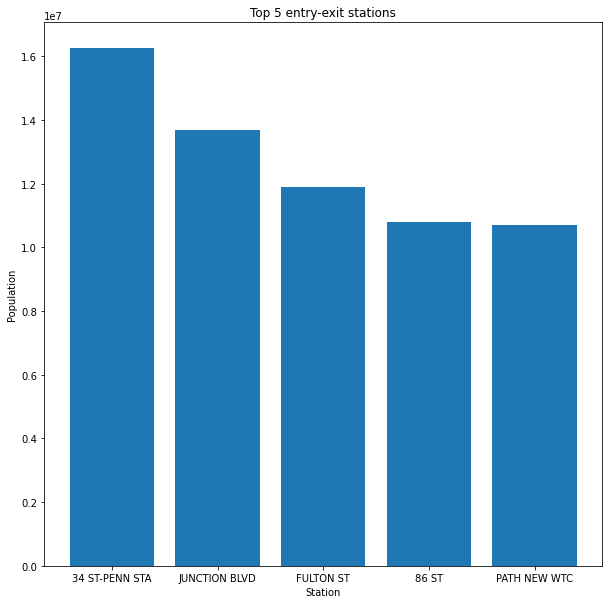 Top 5 entry-exit stations
1e7
1.6
1.4
1.2
1.0
0.8
0.6
0.4
0.2
0.0
Population
34 ST-PENN STA JUNCTION BLVD FULTON ST 86 ST PATH NEW WTC
Station